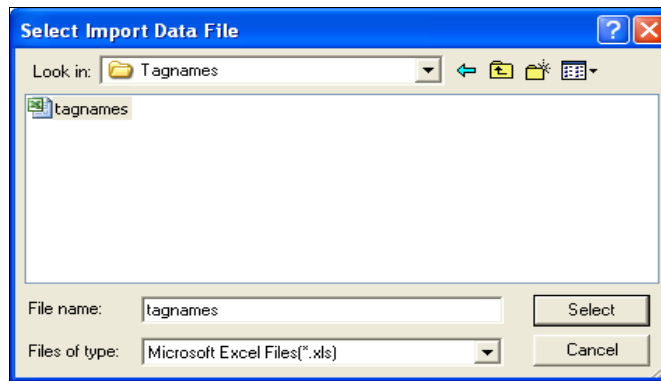 Select Import Data File
Look in: Tagnames
tagnames
File name: tagnames
Select
Files of type: Microsoft Excel Files(*.xls)
Cancel